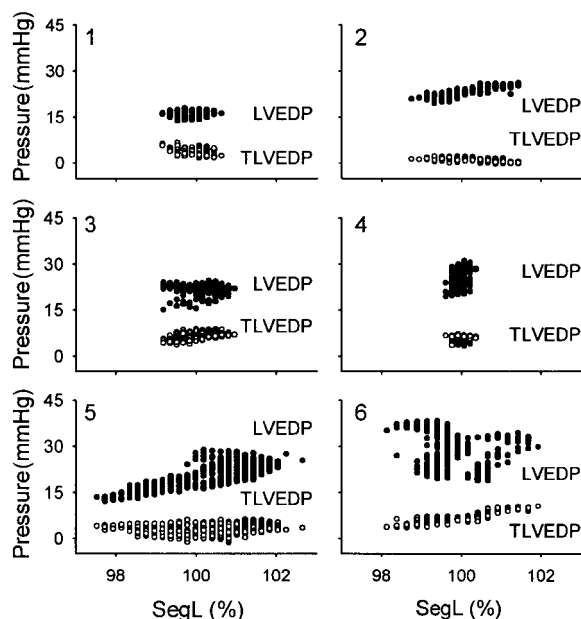 1
2
Pressure(mmHg)
45
30
15
0
LVEDP
TLVEDP
LVEDP
TLVEDP
3
4
Pressure(mmHg)
45
30
15
0
LVEDP
TLVEDP
LVEDP
TLVEDP
5
6
Pressure(mmHg)
45
30
15
0
LVEDP
TLVEDP
LVEDP
TLVEDP
98 100 102
98 100 102
SegL (%)
SegL (%)